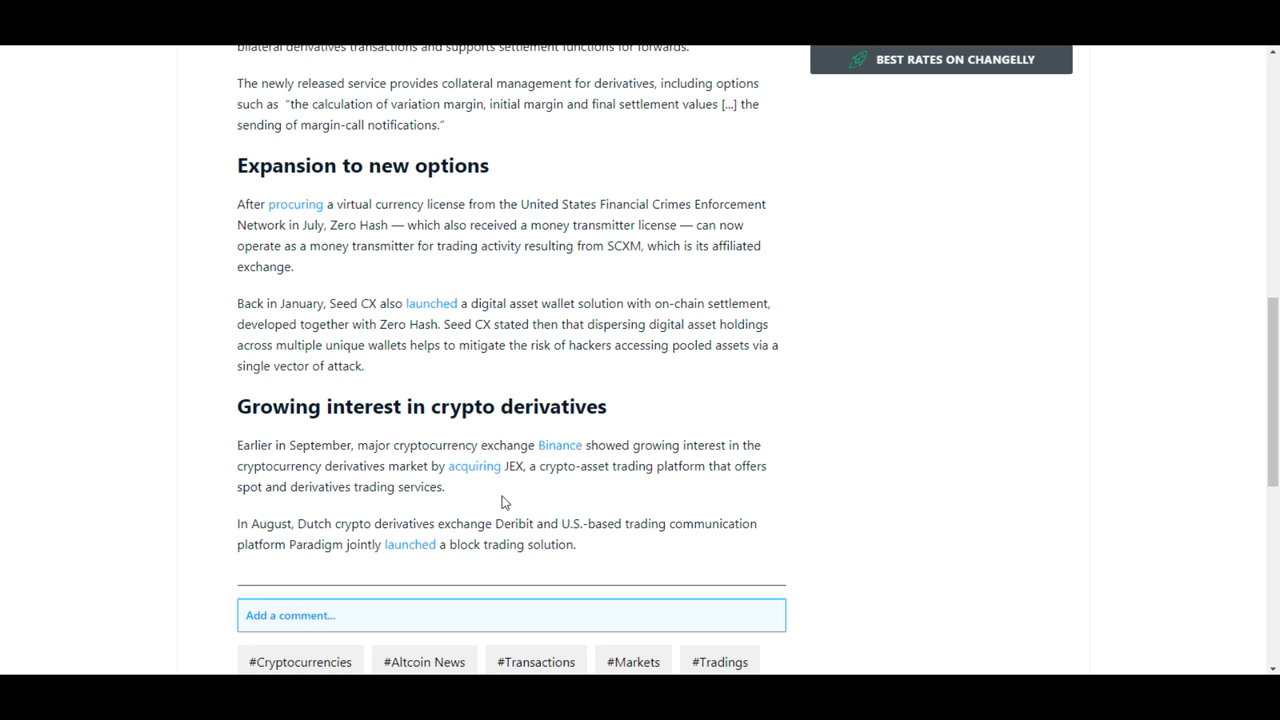 bilateral derivatives transactions and supports settlement functions for forwards.
BEST RATES ON CHANGELLY
The newly released service provides collateral management for derivatives, including options
such as  “the calculation of variation margin, initial margin and final settlement values [...] the
sending of margin-call notifications.”
Expansion to new options
After procuring a virtual currency license from the United States Financial Crimes Enforcement
Network in July, Zero Hash — which also received a money transmitter license — can now
operate as a money transmitter for trading activity resulting from SCXM, which is its affiliated
exchange.
Back in January, Seed CX also launched a digital asset wallet solution with on-chain settlement,
developed together with Zero Hash. Seed CX stated then that dispersing digital asset holdings
across multiple unique wallets helps to mitigate the risk of hackers accessing pooled assets via a
single vector of attack.
Growing interest in crypto derivatives
Earlier in September, major cryptocurrency exchange Binance showed growing interest in the
cryptocurrency derivatives market by acquiring JEX, a crypto-asset trading platform that offers
spot and derivatives trading services.
In August, Dutch crypto derivatives exchange Deribit and U.S.-based trading communication
platform Paradigm jointly launched a block trading solution.
Add a comment...
#Cryptocurrencies #Altcoin News #Transactions #Markets #Tradings